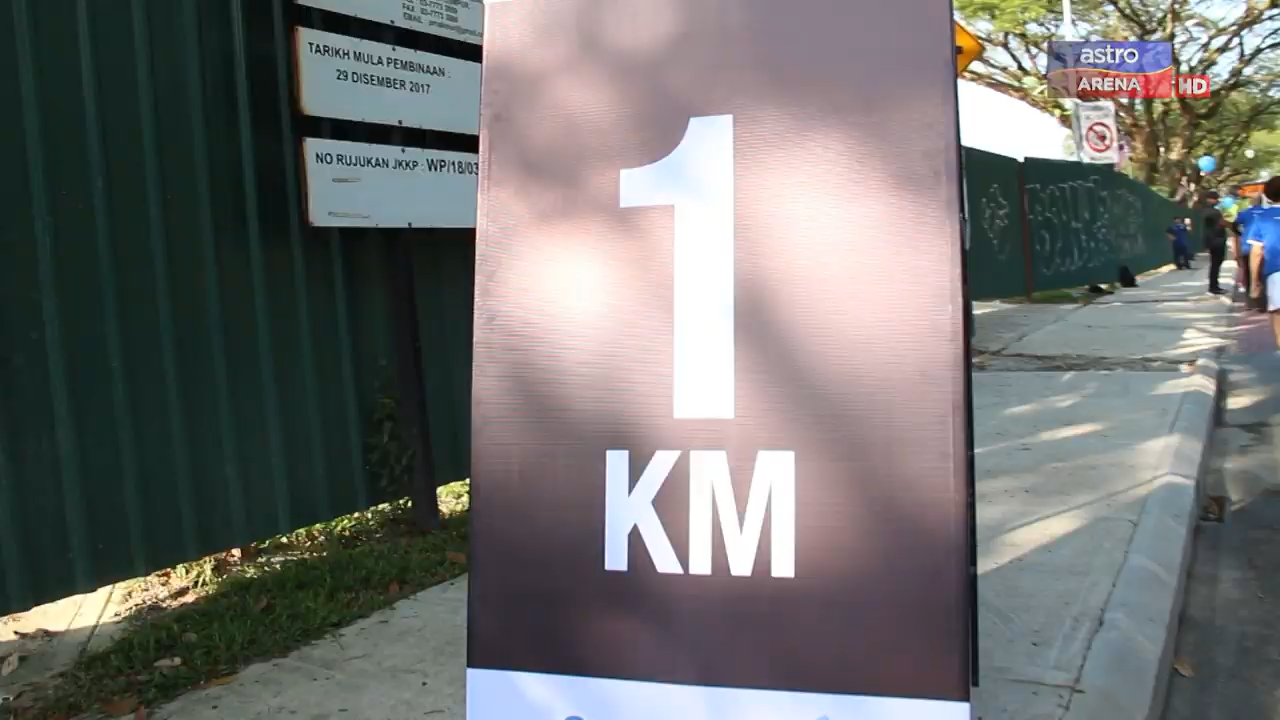 TARIKH MULA PEMBINAAN :
29 DISEMBER 2017
NO RUJUKAN JKKP : WP/18/03
1
KM
astro
ARENA HD